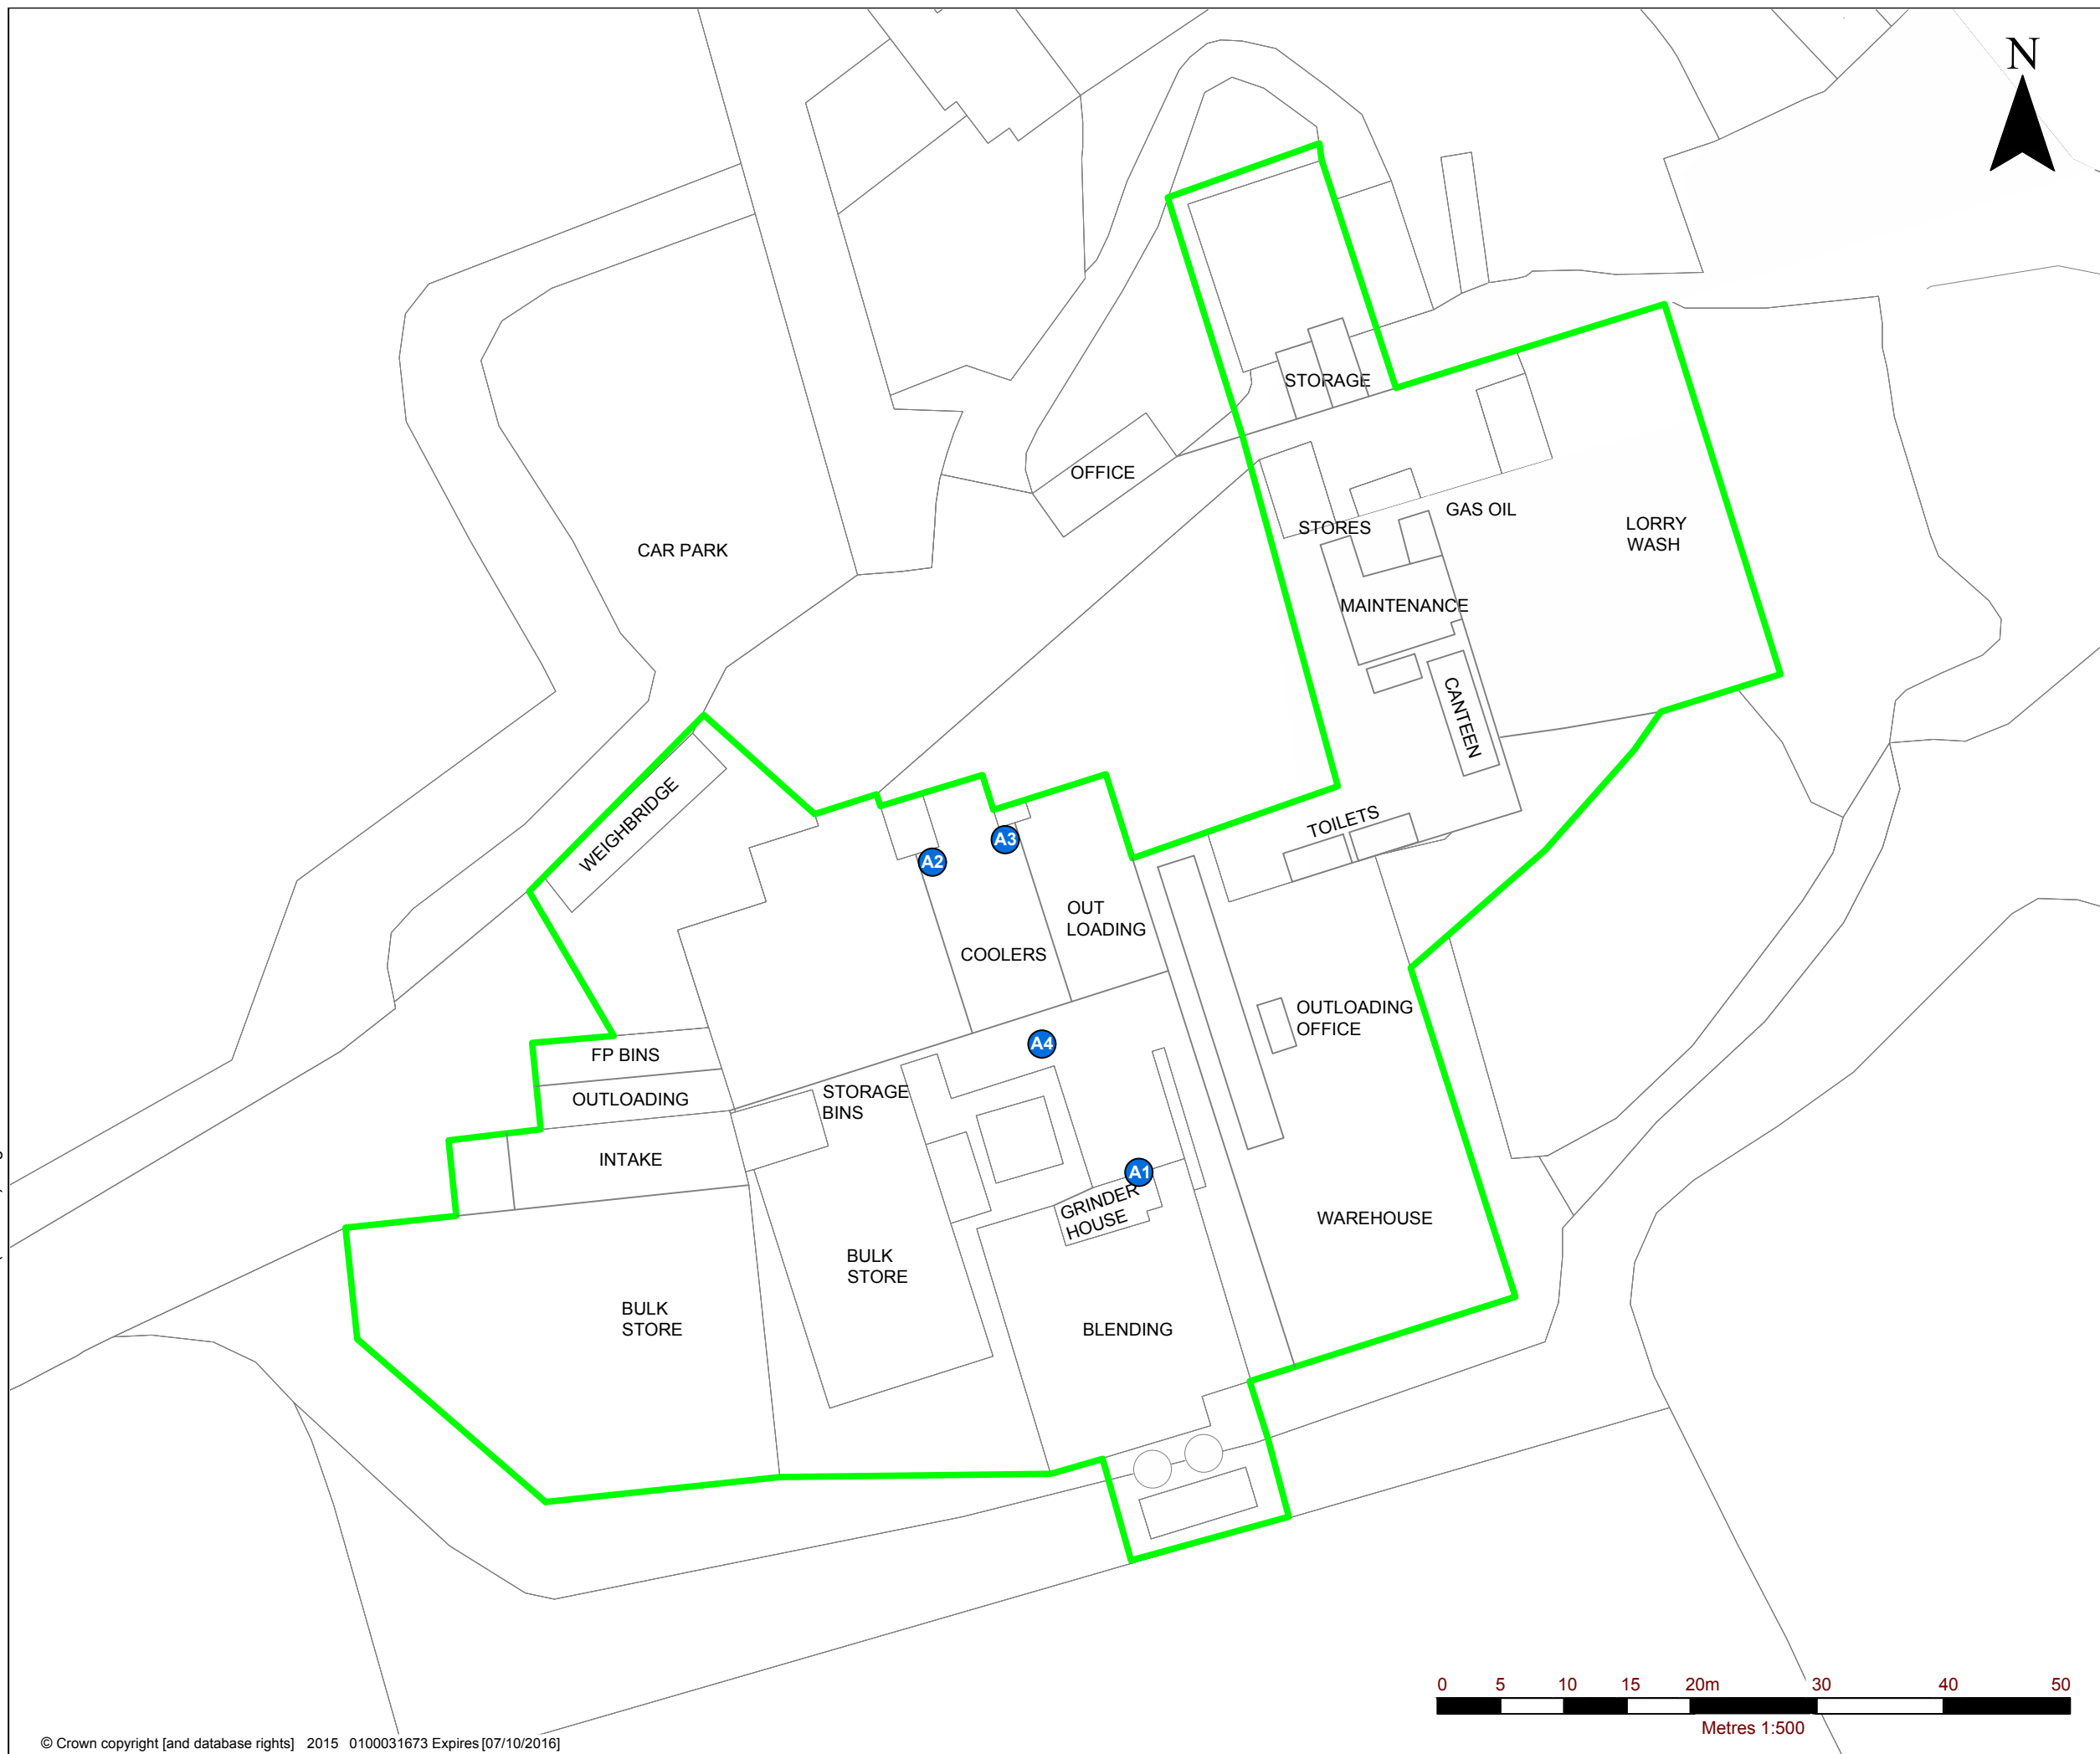 N
STORAGE
OFFICE
GAS OIL
STORES
LORRY
WASH
CAR PARK
MAINTENANCE
CANTEEN
WEIGHBRIDGE
TOILETS
A3
A2
OUT
LOADING
COOLERS
OUTLOADING
OFFICE
A4
FP BINS
STORAGE
BINS
OUTLOADING
INTAKE
A1
GRINDER
HOUSE
WAREHOUSE
BULK
STORE
BULK
STORE
BLENDING
0 5 10 15 20m 30 40 50
Metres 1:500
© Crown copyright [and database rights] 2015 0100031673 Expires [07/10/2016]